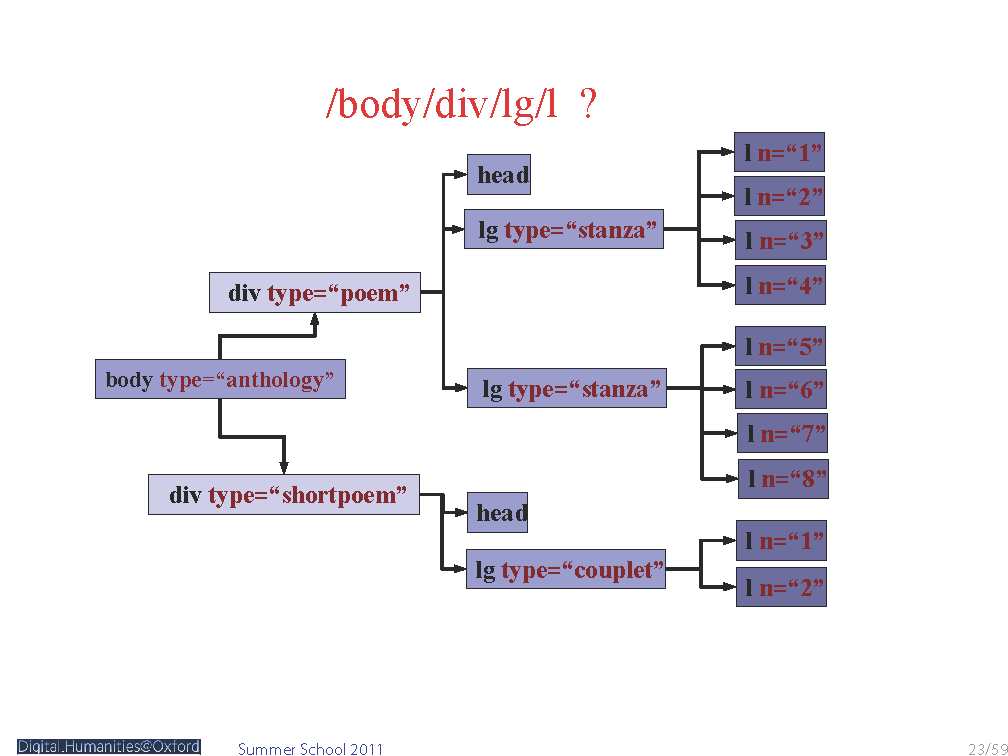 /body/div/lg/l ?
head
lg type=“stanza”
l n=“1”
l n=“2”
l n=“3”
l n=“4”
div type=“poem”
body type=“anthology”
lg type=“stanza”
l n=“5”
l n=“6”
l n=“7”
l n=“8”
div type=“shortpoem”
head
lg type=“couplet”
l n=“1”
l n=“2”
Digital.Humanities@Oxford
Summer School 2011
23/59